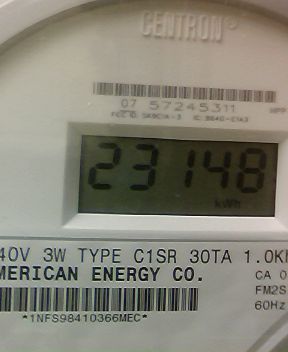 CENTRON®
07 57245311
23148
kWh
40V 3W TYPE C1SR 30TA 1.0K
MERICAN ENERGY CO.
CA 0
FM2S
60Hz
*1NFS98410366MEC*